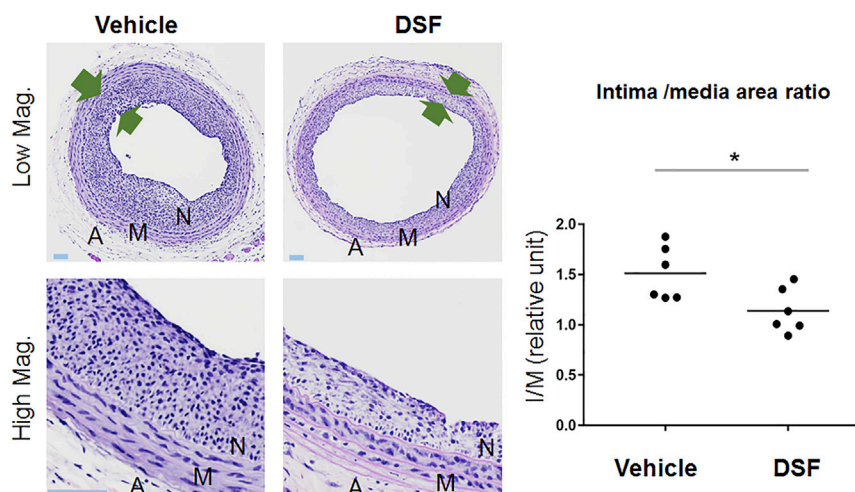 Vehicle
DSF
Low Mag.
A M N
A M N
High Mag.
A M N
A M N
Intima /media area ratio
*
I/M (relative unit)
2.0
1.5
1.0
0.5
0.0
Vehicle
DSF